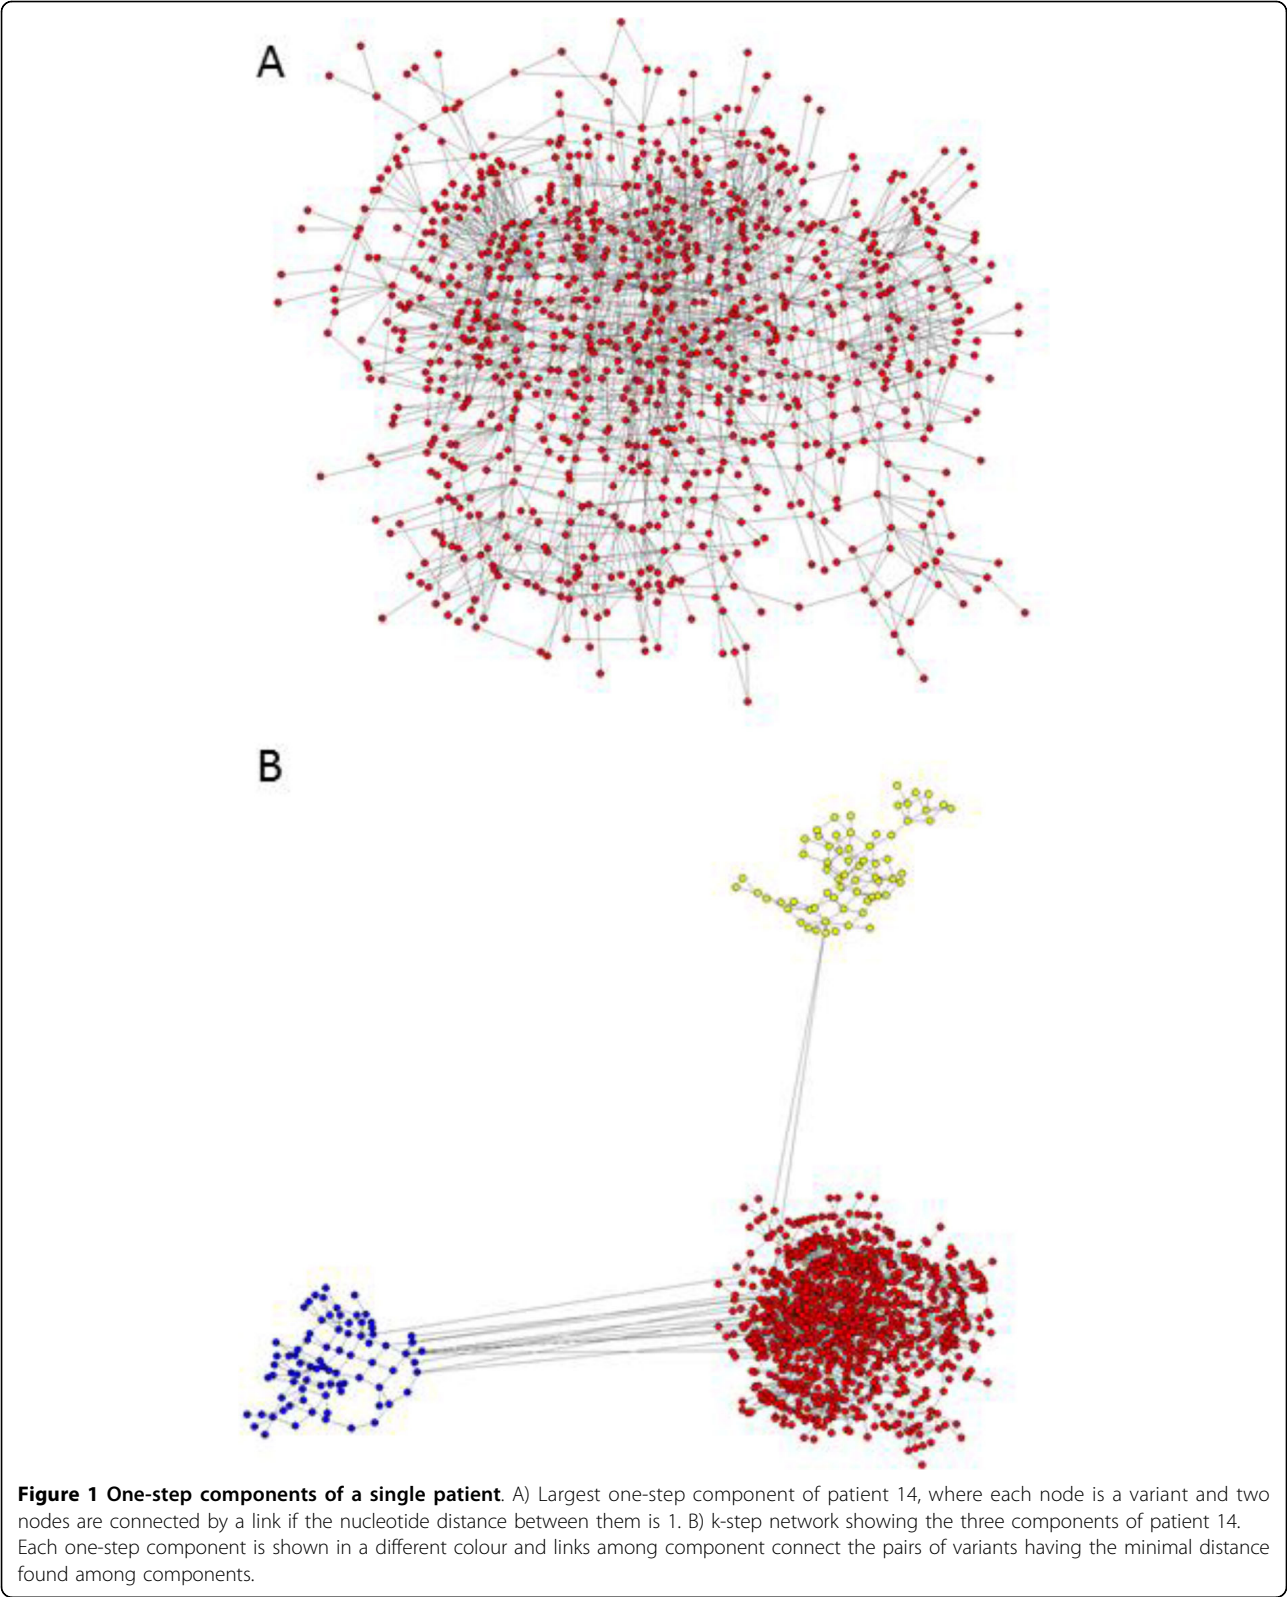 A
B
Figure 1 One-step components of a single patient. A) Largest one-step component of patient 14, where each node is a variant and two
nodes are connected by a link if the nucleotide distance between them is 1. B) k-step network showing the three components of patient 14.
Each one-step component is shown in a different colour and links among component connect the pairs of variants having the minimal distance
found among components.